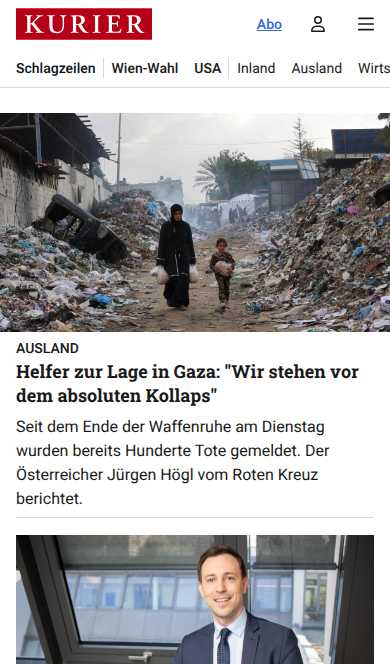 KURIER
Abo
Schlagzeilen Wien-Wahl USA Inland Ausland Wirts
AUSLAND
Helfer zur Lage in Gaza: "Wir stehen vor
dem absoluten Kollaps"
Seit dem Ende der Waffenruhe am Dienstag
wurden bereits Hunderte Tote gemeldet. Der
Österreicher Jürgen Högl vom Roten Kreuz
berichtet.